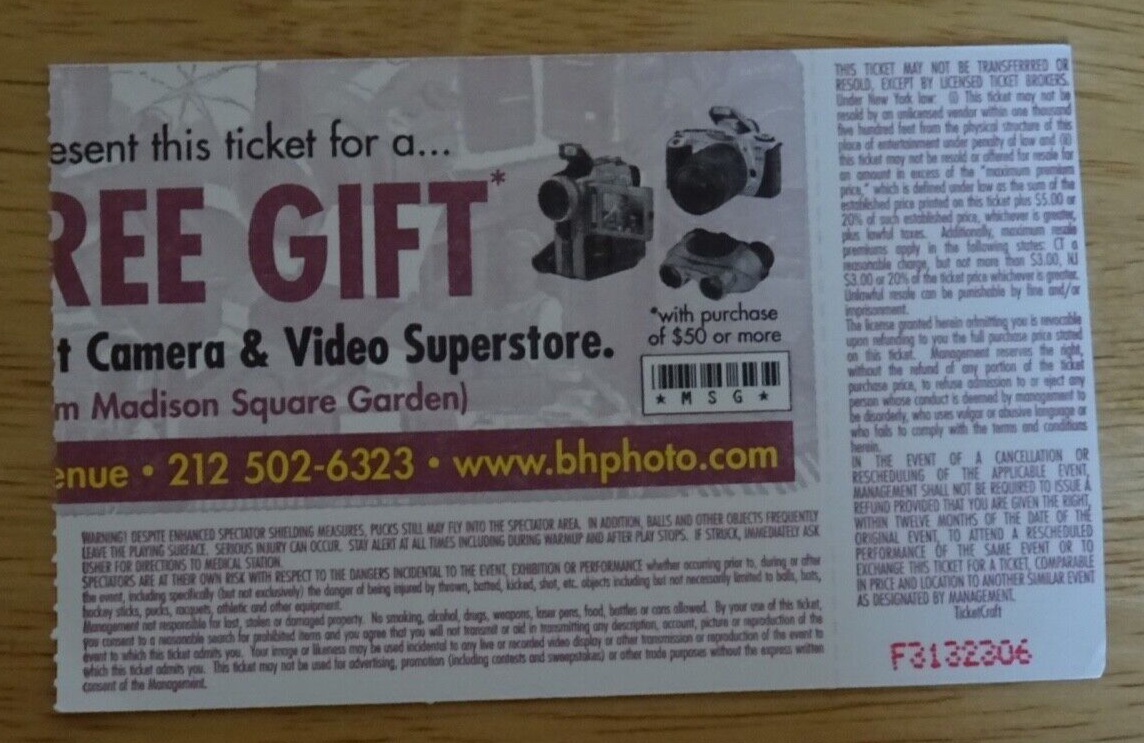 esent this ticket for a...
REE GIFT*
t Camera & Video Superstore.
m Madison Square Garden)
enue • 212 502-6323 • www.bhphoto.com
*with purchase
of $50 or more
* M S G *
WARNING! DESPITE ENHANCED SPECTATOR SHIELDING MEASURES, PUCKS STILL MAY FLY INTO THE SPECTATOR AREA. IN ADDITION, BALLS AND OTHER OBJECTS FREQUENTLY
LEAVE THE PLAYING SURFACE. SERIOUS INJURY CAN OCCUR. STAY ALERT AT ALL TIMES INCLUDING DURING WARMUP AND AFTER PLAY STOPS. IF STRUCK, IMMEDIATELY ASK
USHER FOR DIRECTIONS TO MEDICAL STATION.
SPECTATORS ARE AT THEIR OWN RISK WITH RESPECT TO THE DANGERS INCIDENTAL TO THE EVENT, EXHIBITION OR PERFORMANCE whether occurring prior to, during or after
the event, including specifically (but not exclusively) the danger of being injured by thrown, batted, kicked, shot, etc. objects including but not necessarily limited to balls, bats,
hockey sticks, pucks, racquets, athletic and other equipment.
Management not responsible for lost, stolen or damaged property. No smoking, alcohol, drugs, weapons, laser pens, food, bottles or cans allowed. By your use of this ticket,
you consent to a reasonable search for prohibited items and you agree that you will not transmit or aid in transmitting any description, account, picture or reproduction of the
event to which this ticket admits you. Your image or likeness may be used incidental to any live or recorded video display or other transmission or reproduction of the event to
which this ticket admits you. This ticket may not be used for advertising, promotion (including contests and sweepstakes) or other trade purposes without the express written
consent of the Management.
THIS TICKET MAY NOT BE TRANSFERRRED OR
RESOLD, EXCEPT BY LICENSED TICKET BROKERS.
Under New York law: (i) This ticket may not be
resold by an unlicensed vendor within one thousand
five hundred feet from the physical structure of this
place of entertainment under penalty of law and (ii)
this ticket may not be resold or offered for resale for
an amount in excess of the "maximum premium
price," which is defined under law as the sum of the
established price printed on this ticket plus $5.00 or
20% of such established price, whichever is greater,
plus lawful taxes. Additionally, maximum resale
premiums apply in the following states: CT a
reasonable charge, but not more than $3.00, NJ
$3.00 or 20% of the ticket price whichever is greater.
Unlawful resale can be punishable by fine and/or
imprisonment.
The license granted herein admitting you is revocable
upon refunding to you the full purchase price stated
on this ticket. Management reserves the right,
without the refund of any portion of the ticket
purchase price, to refuse admission to or eject any
person whose conduct is deemed by management to
be disorderly, who uses vulgar or abusive language or
who fails to comply with the terms and conditions
herein.
IN THE EVENT OF A CANCELLATION OR
RESCHEDULING OF THE APPLICABLE EVENT,
MANAGEMENT SHALL NOT BE REQUIRED TO ISSUE A
REFUND PROVIDED THAT YOU ARE GIVEN THE RIGHT,
WITHIN TWELVE MONTHS OF THE DATE OF THE
ORIGINAL EVENT, TO ATTEND A RESCHEDULED
PERFORMANCE OF THE SAME EVENT OR TO
EXCHANGE THIS TICKET FOR A TICKET, COMPARABLE
IN PRICE AND LOCATION TO ANOTHER SIMILAR EVENT
AS DESIGNATED BY MANAGEMENT.
TicketCraft
F3132306